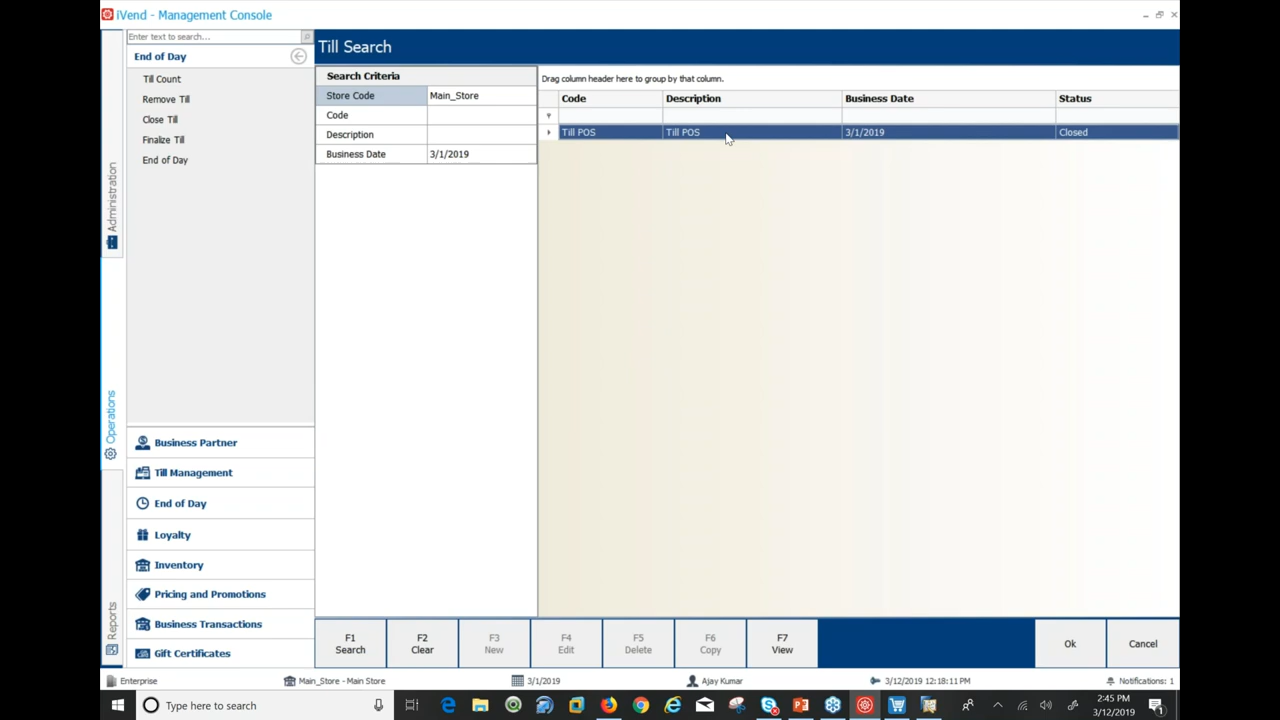 iVend - Management Console
Enter text to search...
End of Day
Till Count
Remove Till
Close Till
Finalize Till
End of Day
Administration
Operations
Reports
Business Partner
Till Management
End of Day
Loyalty
Inventory
Pricing and Promotions
Business Transactions
Gift Certificates
Till Search
Search Criteria
Store Code Main_Store
Code
Description
Business Date 3/1/2019
Drag column header here to group by that column.
Code Description Business Date Status
Till POS Till POS 3/1/2019 Closed
F1 Search
F2 Clear
F3 New
F4 Edit
F5 Delete
F6 Copy
F7 View
Ok
Cancel
Enterprise Main_Store - Main Store 3/1/2019 Ajay Kumar 3/12/2019 12:18:11 PM Notifications: 1
Type here to search
2:45 PM
3/12/2019